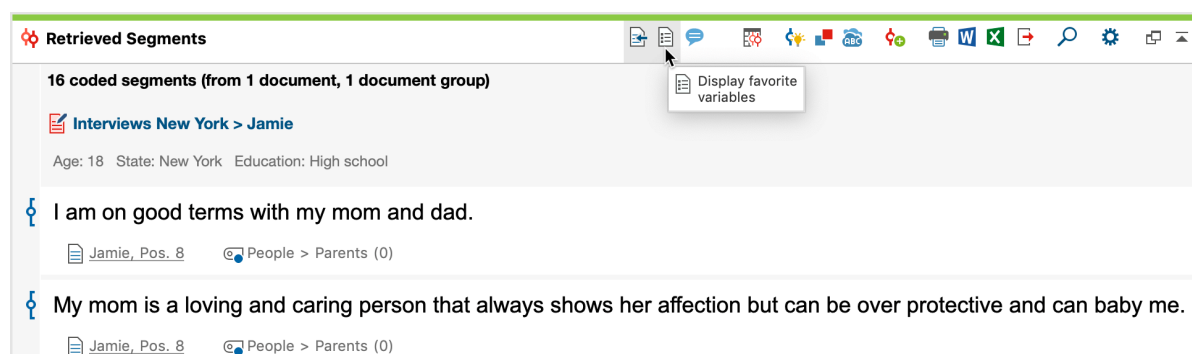 Retrieved Segments
ABC
W
X
Display favorite
variables
16 coded segments (from 1 document, 1 document group)
Interviews New York > Jamie
Age: 18 State: New York Education: High school
I am on good terms with my mom and dad.
Jamie, Pos. 8 People > Parents (0)
My mom is a loving and caring person that always shows her affection but can be over protective and can baby me.
Jamie, Pos. 8 People > Parents (0)